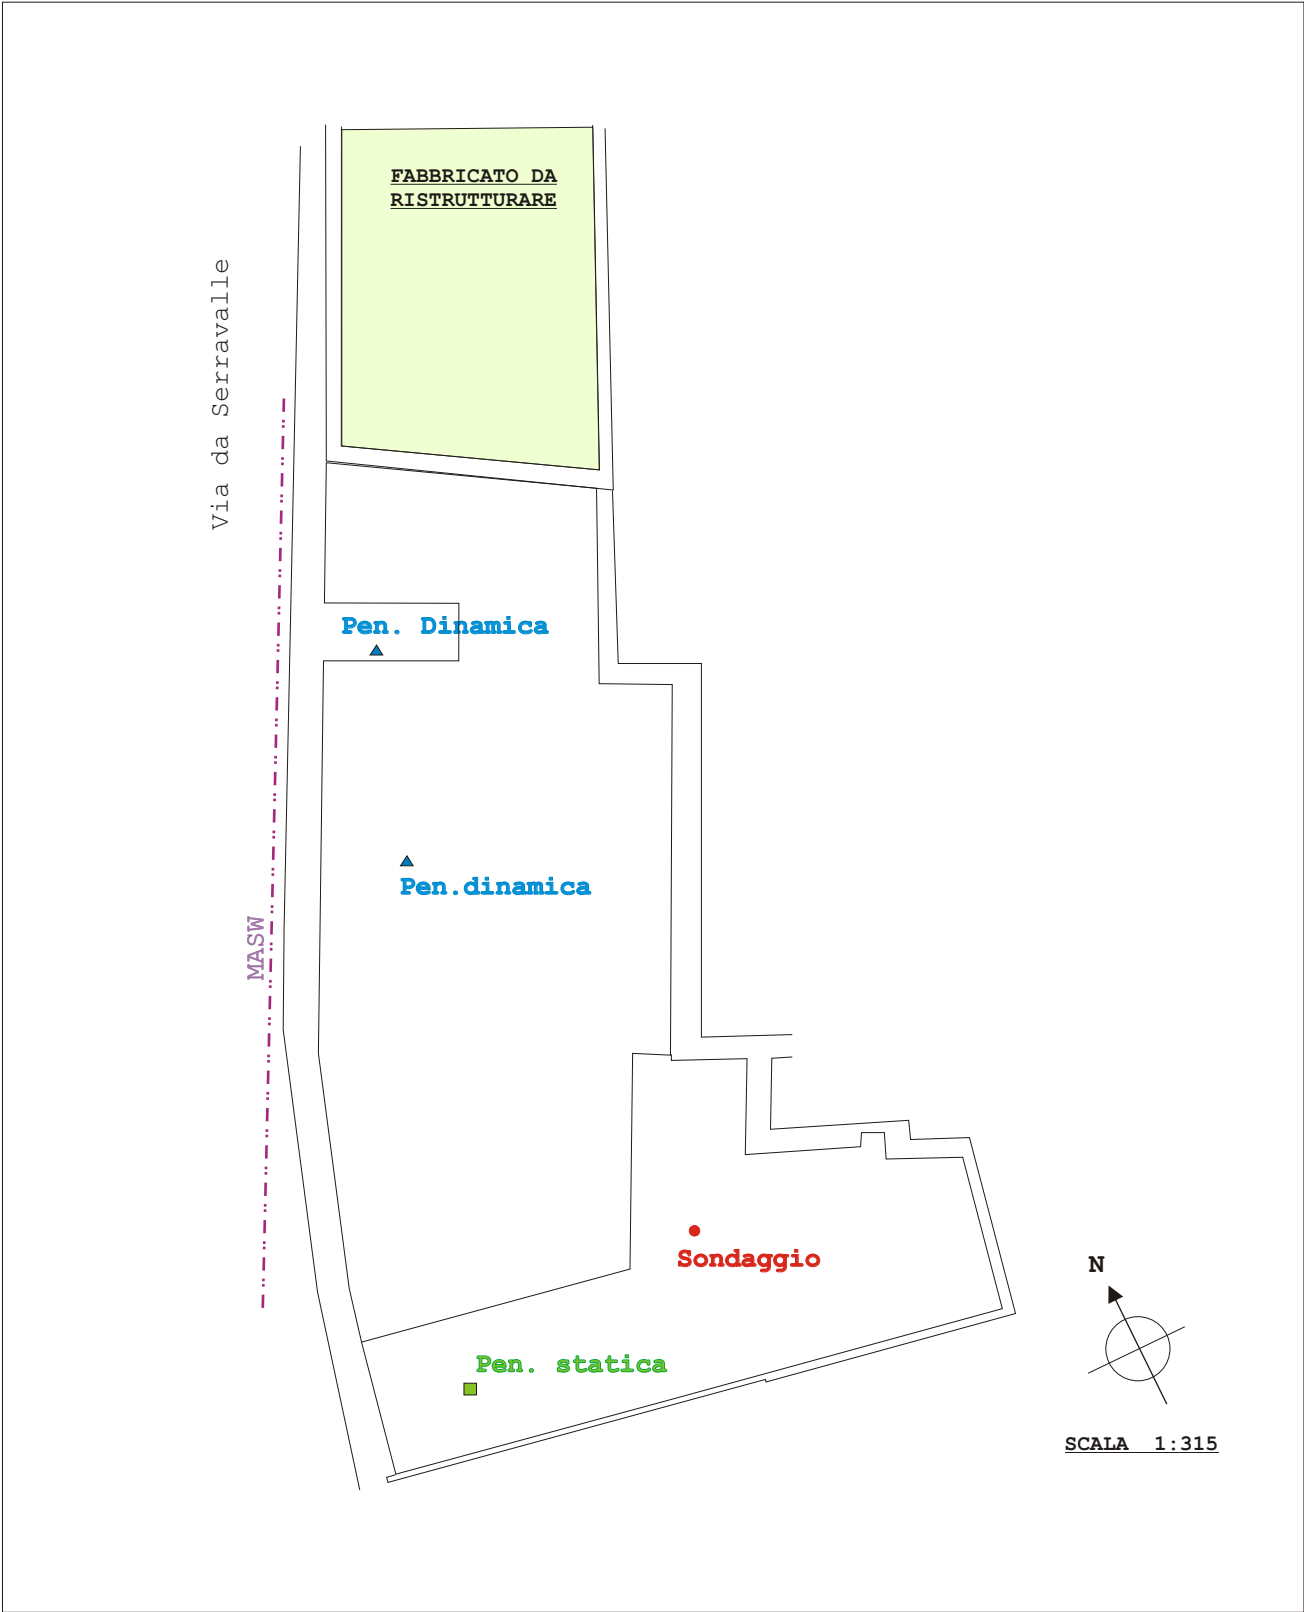 FABBRICATO DA
RISTRUTTURARE
Via da Serravalle
Pen. Dinamica
Pen.dinamica
MASW
Sondaggio
N
Pen. statica
SCALA 1:315